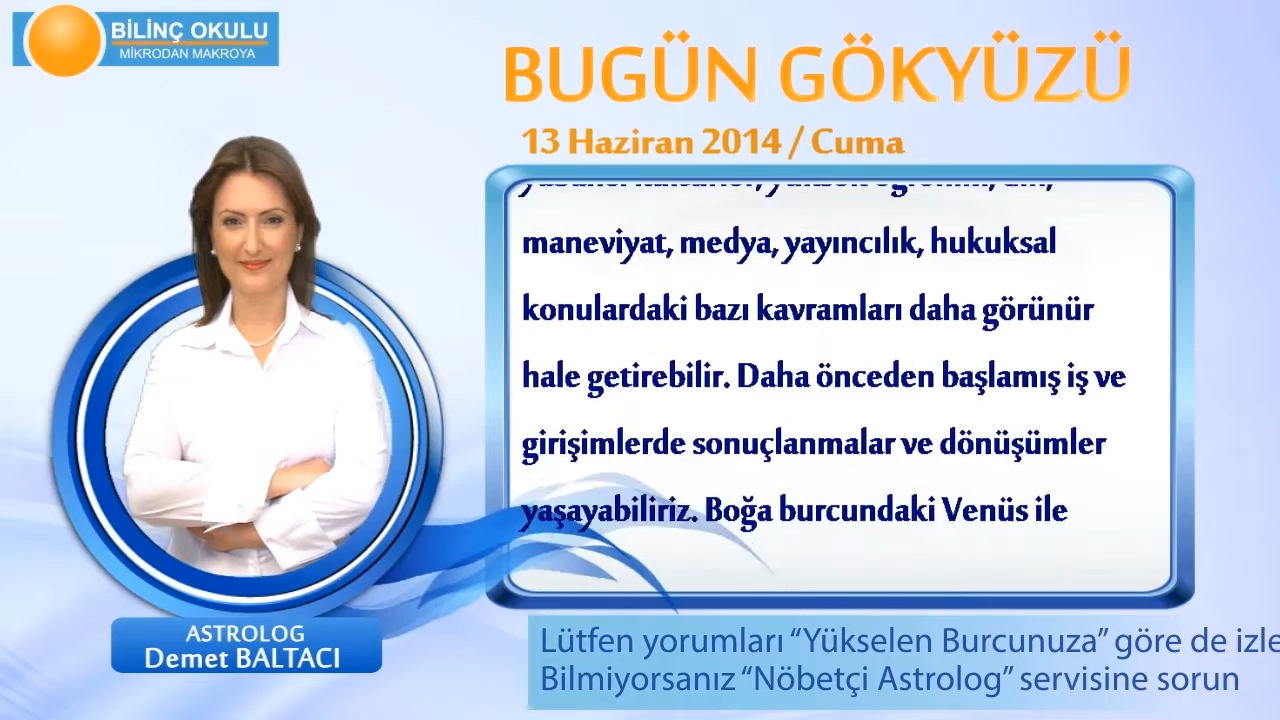 BİLİNÇ OKULU
MİKRODAN MAKROYA
BUGÜN GÖKYÜZÜ
13 Haziran 2014 / Cuma
maneviyat, medya, yayıncılık, hukuksal
konulardaki bazı kavramları daha görünür
hale getirebilir. Daha önceden başlamış iş ve
girişimlerde sonuçlanmalar ve dönüşümler
yaşayabiliriz. Boğa burcundaki Venüs ile
ASTROLOG
Demet BALTACI
Lütfen yorumları “Yükselen Burcunuza” göre de izle
Bilmiyorsanız “Nöbetçi Astrolog” servisine sorun